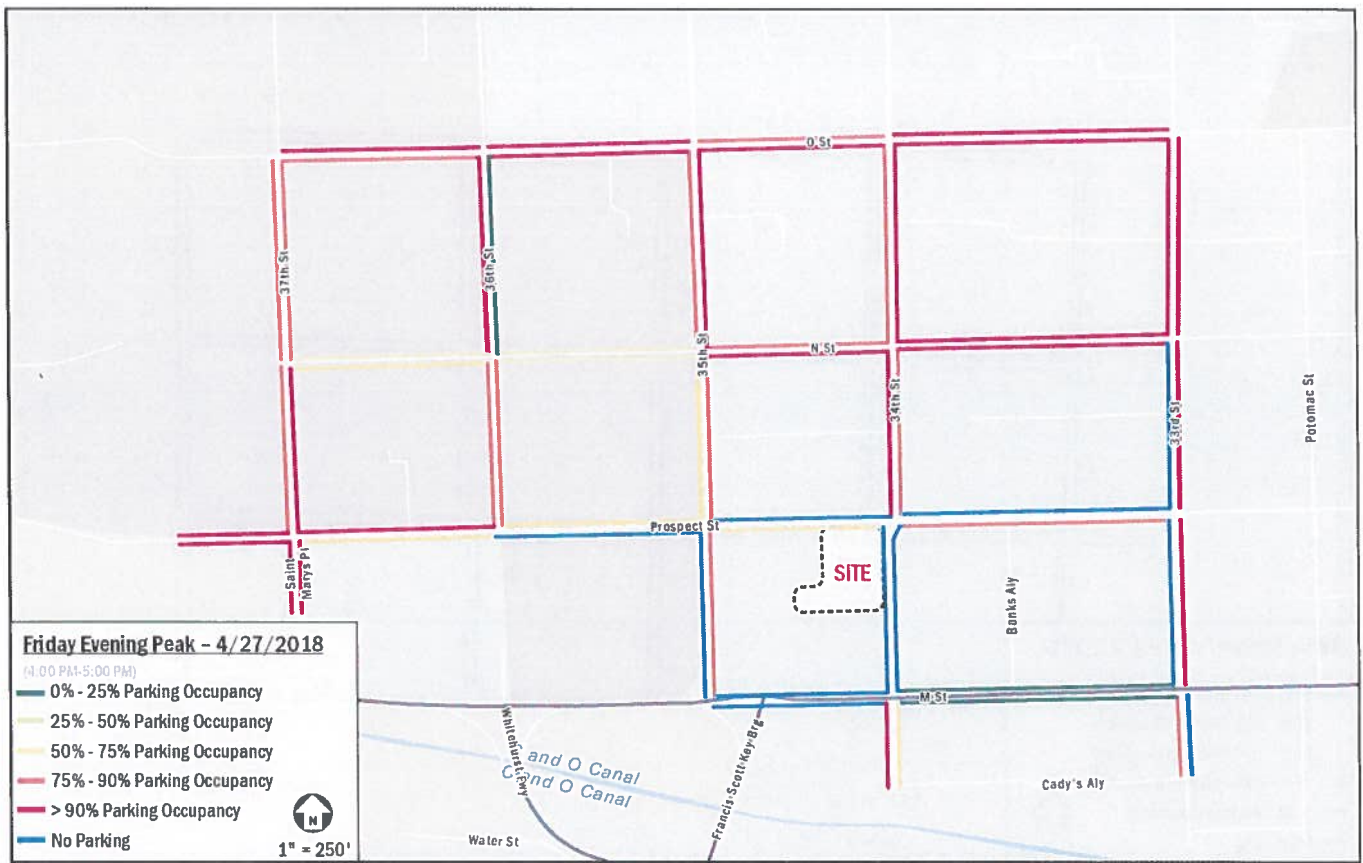 O St
37th St
36th St
35th St
N St
34th St
33rd St
Potomac St
Prospect St
Saint
Marys Pl
SITE
Banks Aly
M St
Whitehurst Fwy
C and O Canal
C and O Canal
Francis Scott Key Brg
Cady's Aly
Water St
Friday Evening Peak – 4/27/2018
(4:00 PM-5:00 PM)
0% - 25% Parking Occupancy
25% - 50% Parking Occupancy
50% - 75% Parking Occupancy
75% - 90% Parking Occupancy
> 90% Parking Occupancy
No Parking
N
1" = 250'